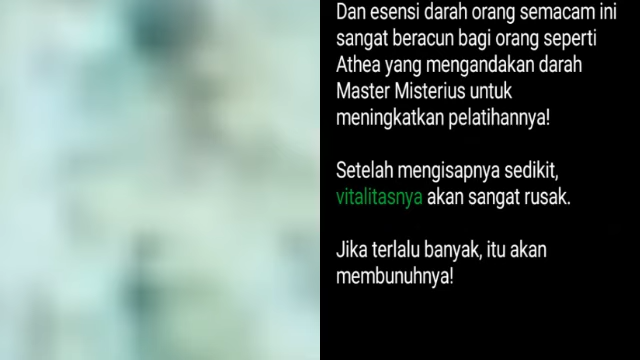 Dan esensi darah orang semacam ini
sangat beracun bagi orang seperti
Athea yang mengandakan darah
Master Misterius untuk
meningkatkan pelatihannya!
Setelah mengisapnya sedikit,
vitalitasnya akan sangat rusak.
Jika terlalu banyak, itu akan
membunuhnya!